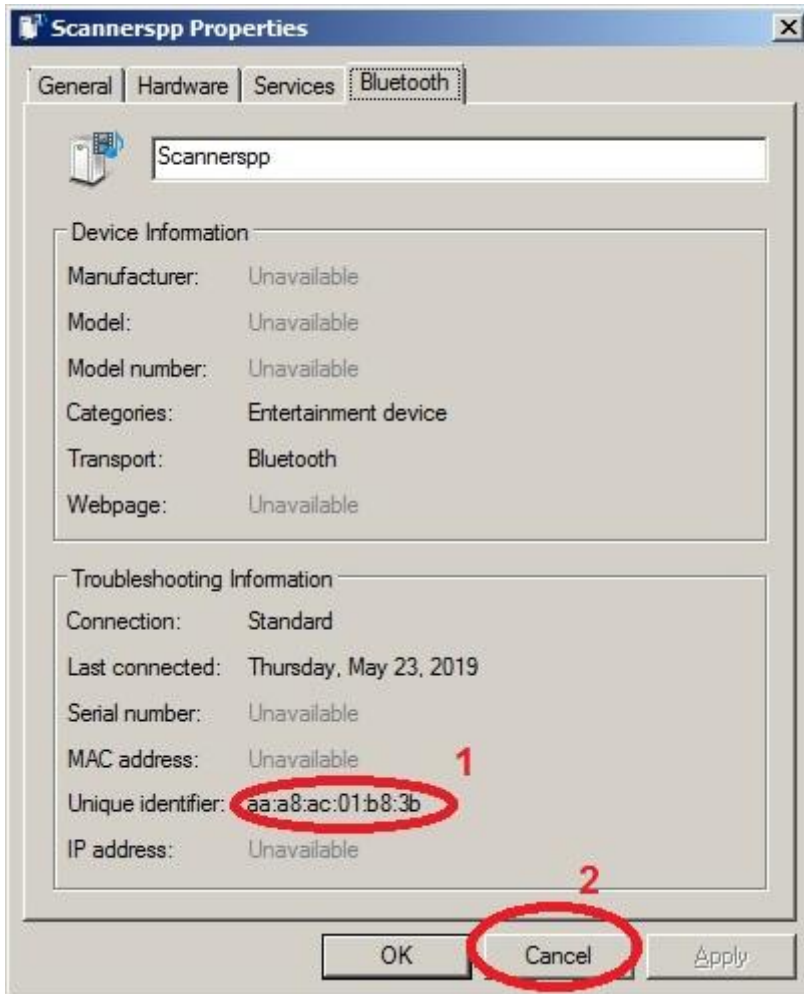 Scannerspp Properties
General Hardware Services Bluetooth
Scannerspp
Device Information
Manufacturer: Unavailable
Model: Unavailable
Model number: Unavailable
Categories: Entertainment device
Transport: Bluetooth
Webpage: Unavailable
Troubleshooting Information
Connection: Standard
Last connected: Thursday, May 23, 2019
Serial number: Unavailable
MAC address: Unavailable
1
Unique identifier: aa:a8:ac:01:b8:3b
IP address: Unavailable
2
OK Cancel Apply